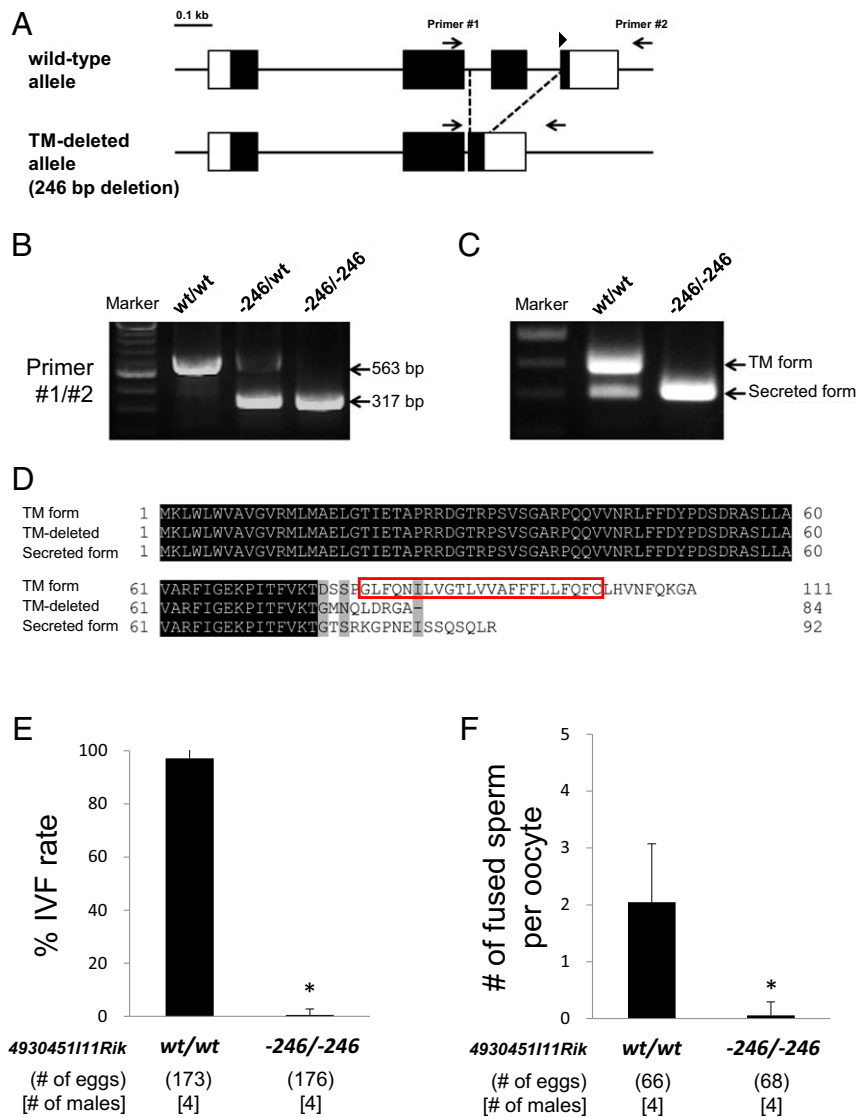 A
0.1 kb
Primer #1
Primer #2
wild-type
allele
TM-deleted
allele
(246 bp deletion)
B
Marker
wt/wt
-246/wt
-246/-246
Primer
#1/#2
563 bp
317 bp
C
Marker
wt/wt
-246/-246
TM form
Secreted form
D
TM form 1 MKLWLWVAVGVRMLMAELGTIETAPRRDGTRPSVSGARPQQVVNRLFFDYPDSDRASLLA 60
TM-deleted 1 MKLWLWVAVGVRMLMAELGTIETAPRRDGTRPSVSGARPQQVVNRLFFDYPDSDRASLLA 60
Secreted form 1 MKLWLWVAVGVRMLMAELGTIETAPRRDGTRPSVSGARPQQVVNRLFFDYPDSDRASLLA 60
TM form 61 VARFIGEKPITFVKTDSSPGLFQNILVGTLVVAFFFLLFQFCLHVNFQKGA 111
TM-deleted 61 VARFIGEKPITFVKTGMNQLDRGA- 84
Secreted form 61 VARFIGEKPITFVKTGTSRKGPNEISSQSQLR 92
E
% IVF rate
100
80
60
40
20
0
*
4930451I11Rik wt/wt -246/-246
(# of eggs) (173) (176)
[# of males] [4] [4]
F
# of fused sperm
per oocyte
5
4
3
2
1
0
*
4930451I11Rik wt/wt -246/-246
(# of eggs) (66) (68)
[# of males] [4] [4]